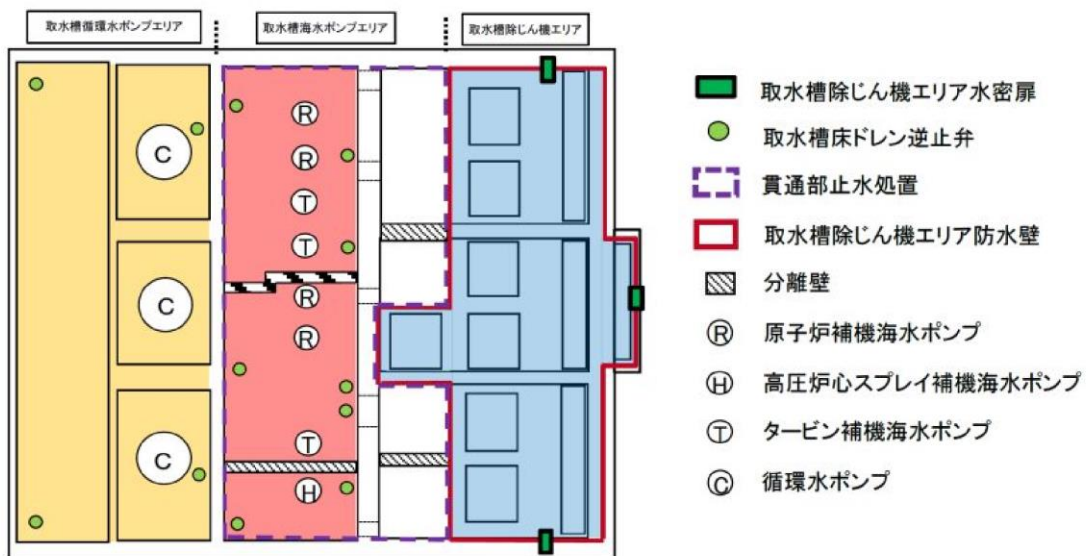 取水槽循環水ポンプエリア
取水槽海水ポンプエリア
取水槽除じん機エリア
C
C
C
R
R
T
T
R
R
T
H
取水槽除じん機エリア水密扉
取水槽床ドレン逆止弁
貫通部止水処置
取水槽除じん機エリア防水壁
分離壁
R 原子炉補機海水ポンプ
H 高圧炉心スプレイ補機海水ポンプ
T タービン補機海水ポンプ
C 循環水ポンプ